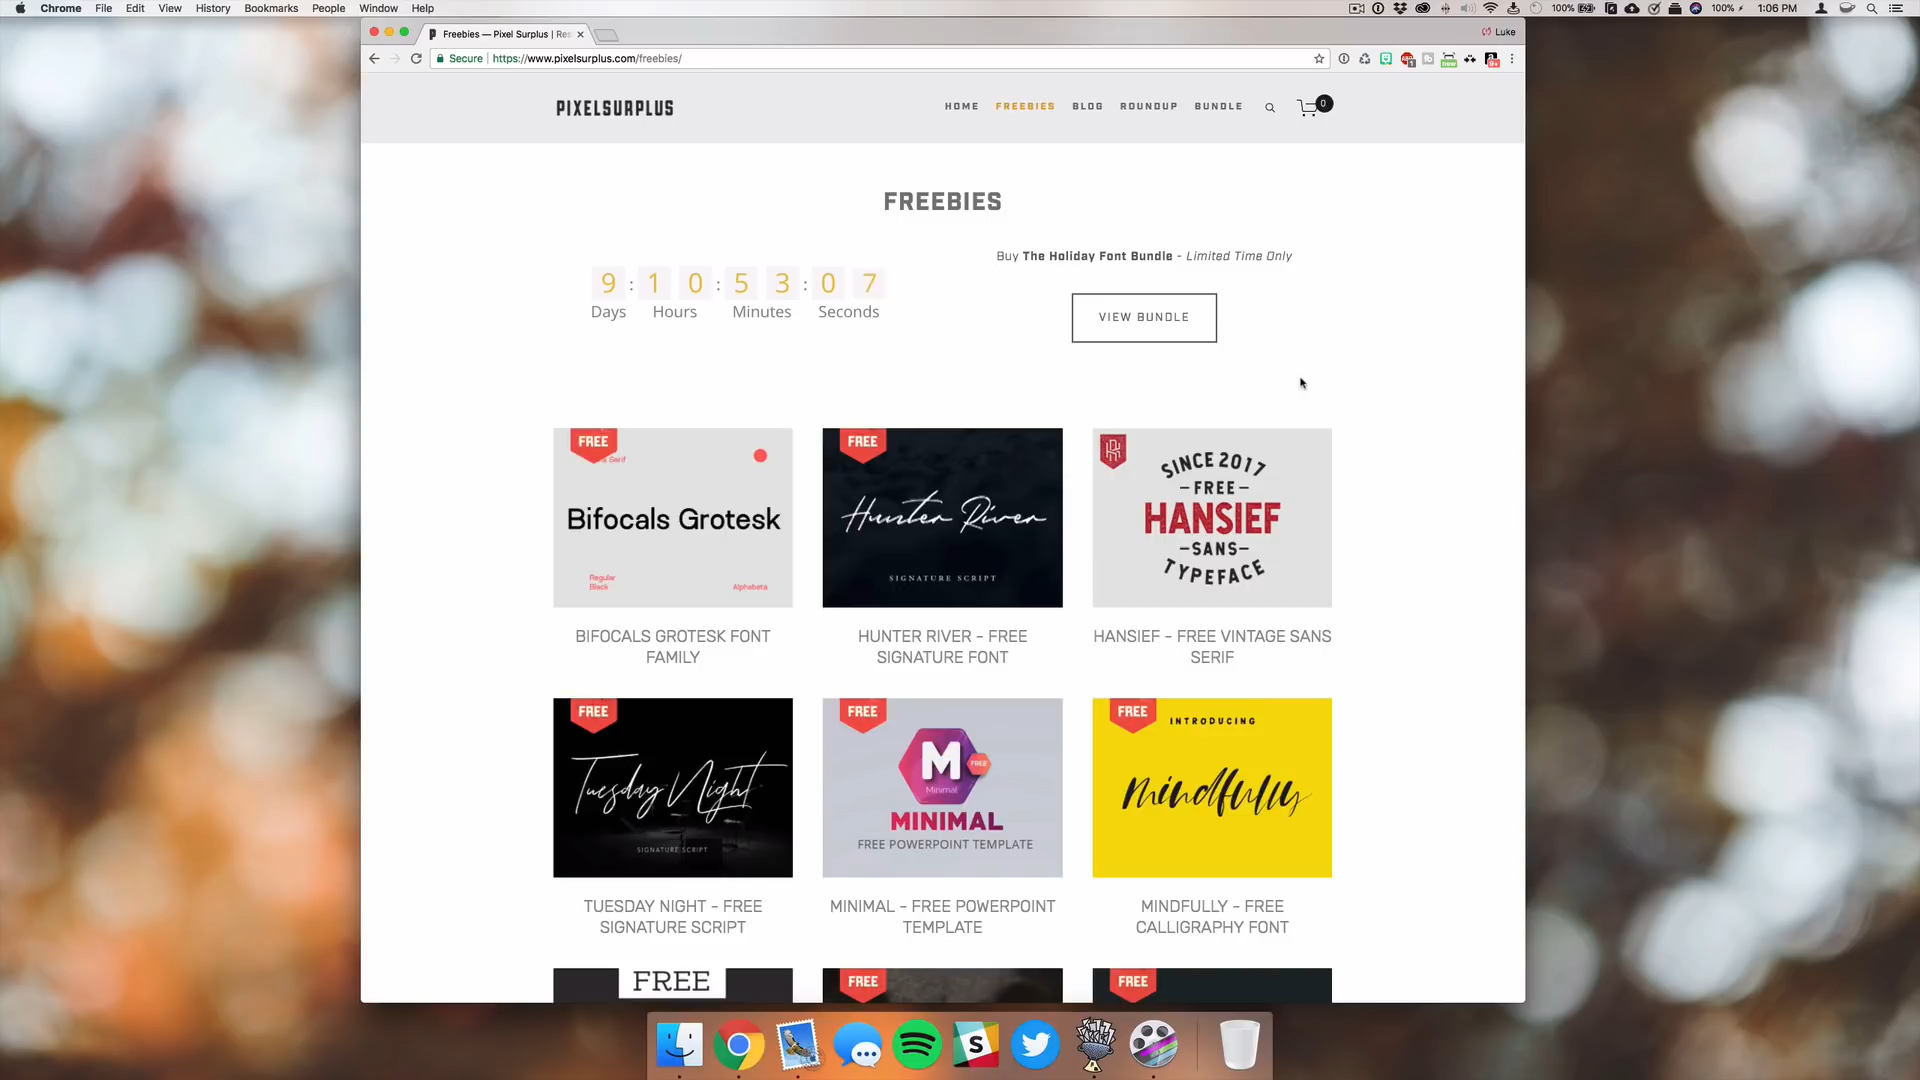 Chrome File Edit View History Bookmarks People Window Help
100% 100% 1:06 PM
Freebies — Pixel Surplus | Res
Luke
Secure https://www.pixelsurplus.com/freebies/
new 9+
PIXELSURPLUS
HOME FREEBIES BLOG ROUNDUP BUNDLE 0
FREEBIES
Buy The Holiday Font Bundle - Limited Time Only
9 : 1 0 : 5 3 : 0 7
Days Hours Minutes Seconds
VIEW BUNDLE
FREE
Serif
Bifocals Grotesk
Regular
Black
Alphabeta
FREE
Hunter River
SIGNATURE SCRIPT
SINCE 2017
-FREE-
HANSIEF
-SANS-
TYPEFACE
BIFOCALS GROTESK FONT
FAMILY
HUNTER RIVER - FREE
SIGNATURE FONT
HANSIEF - FREE VINTAGE SANS
SERIF
FREE
Tuesday Night
SIGNATURE SCRIPT
FREE
M
FREE
Minimal
MINIMAL
FREE POWERPOINT TEMPLATE
FREE
INTRODUCING
mindfully
TUESDAY NIGHT - FREE
SIGNATURE SCRIPT
MINIMAL - FREE POWERPOINT
TEMPLATE
MINDFULLY - FREE
CALLIGRAPHY FONT
FREE
FREE
FREE
S